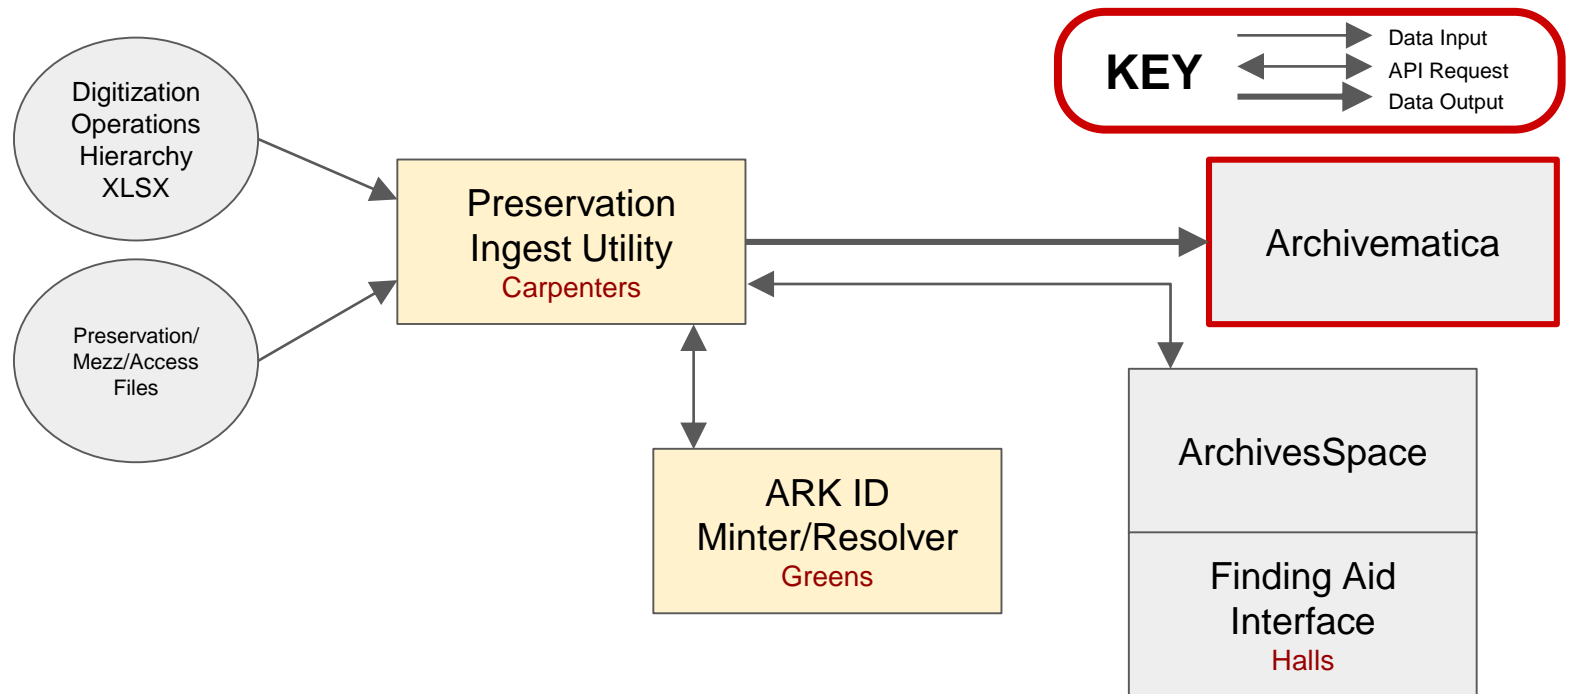 KEY
Data Input
API Request
Data Output
Digitization
Operations
Hierarchy
XLSX
Preservation/
Mezz/Access
Files
Preservation
Ingest Utility
Carpenters
Archivematica
ARK ID
Minter/Resolver
Greens
ArchivesSpace
Finding Aid
Interface
Halls